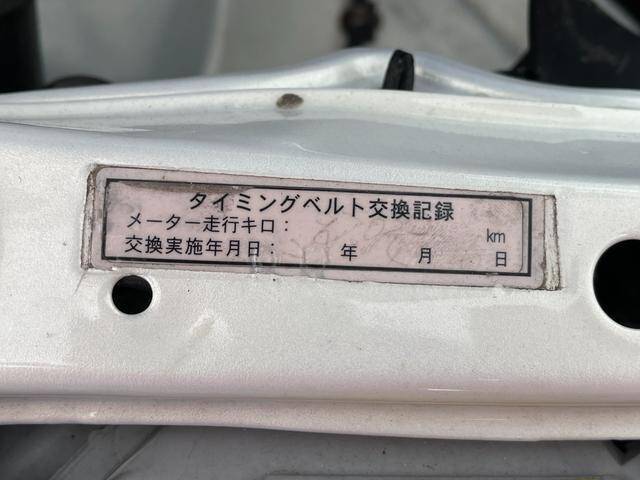 タイミングベルト交換記録
メーター走行キロ： km
交換実施年月日： 年 月 日